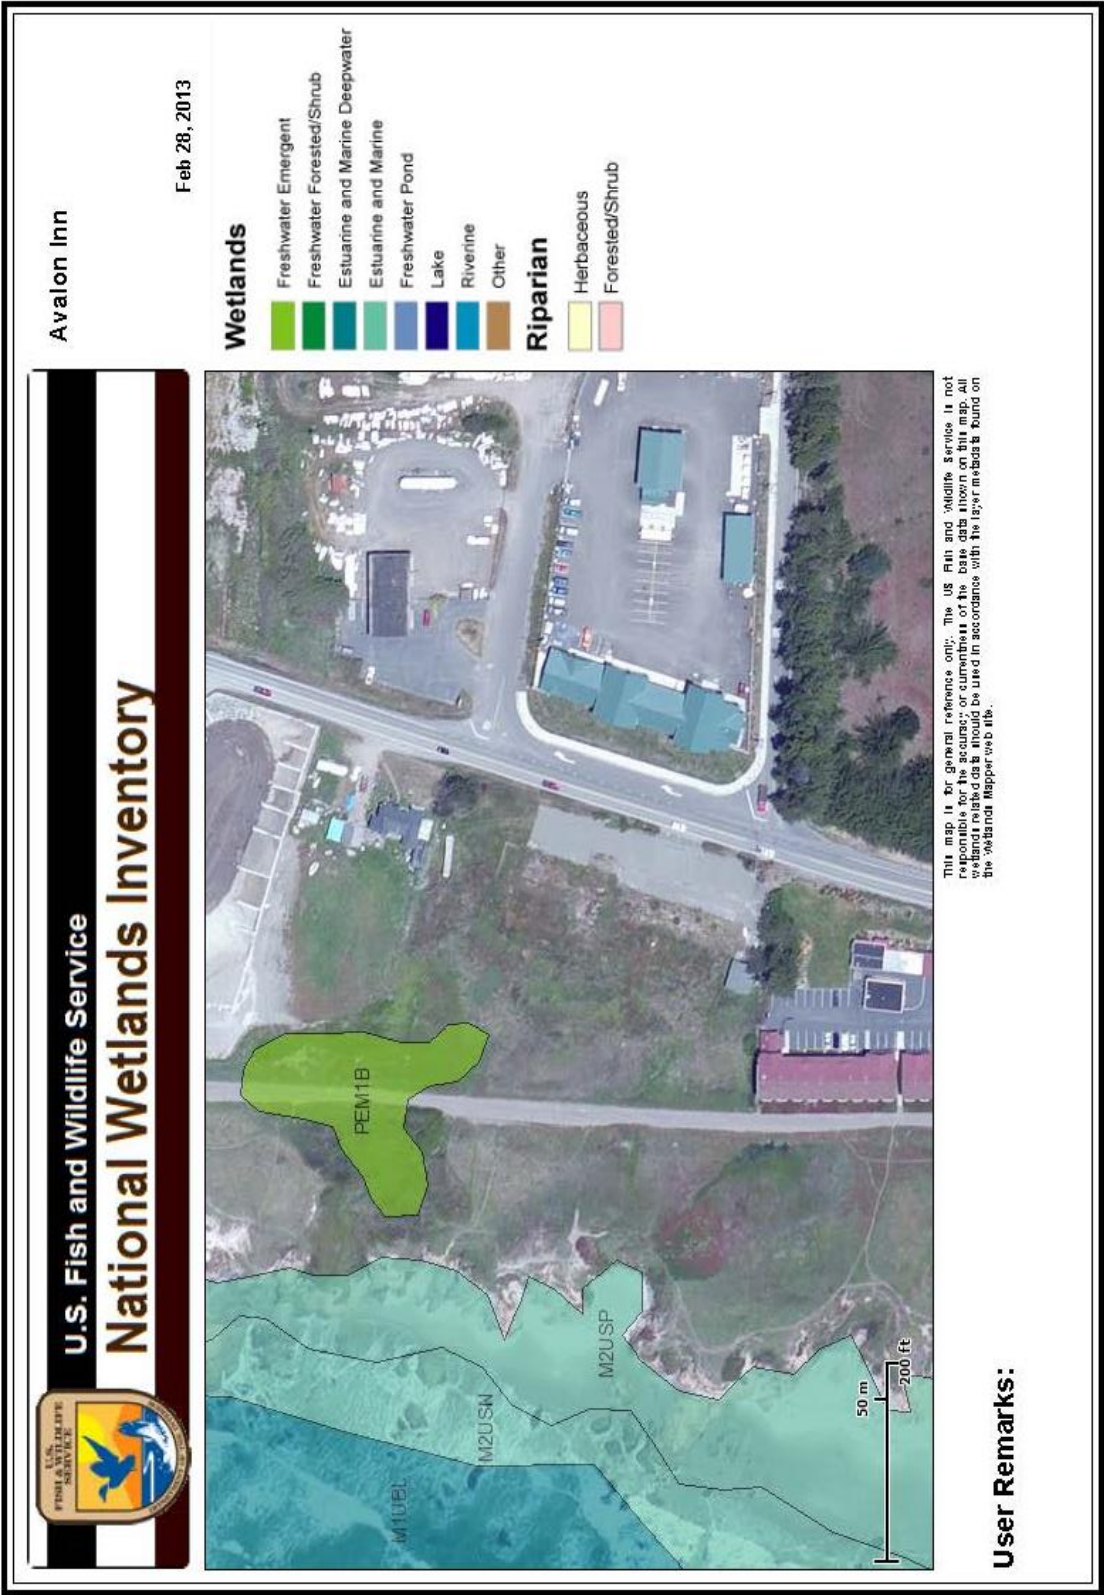 U.S.
FISH & WILDLIFE
SERVICE
U.S. Fish and Wildlife Service
National Wetlands Inventory
Avalon Inn
Feb 28, 2013
Wetlands
Freshwater Emergent
Freshwater Forested/Shrub
Estuarine and Marine Deepwater
Estuarine and Marine
Freshwater Pond
Lake
Riverine
Other
Riparian
Herbaceous
Forested/Shrub
PEM1B
M2USP
M2USN
M1UBL
50 m
200 ft
This map is for general reference only. The US Fish and Wildlife Service is not
responsible for the accuracy or currentness of the base data shown on this map. All
wetlands related data should be used in accordance with the layer metadata found on
the Wetlands Mapper web site.
User Remarks: